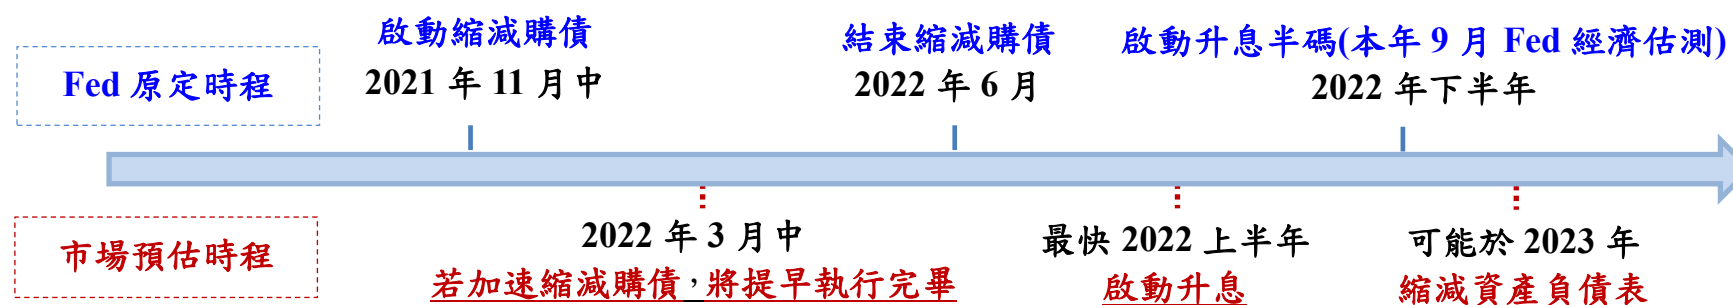 Fed 原定時程
啟動縮減購債
2021 年 11 月中
結束縮減購債
2022 年 6 月
啟動升息半碼(本年 9 月 Fed 經濟估測)
2022 年下半年
市場預估時程
2022 年 3 月中
若加速縮減購債，將提早執行完畢
最快 2022 上半年
啟動升息
可能於 2023 年
縮減資產負債表